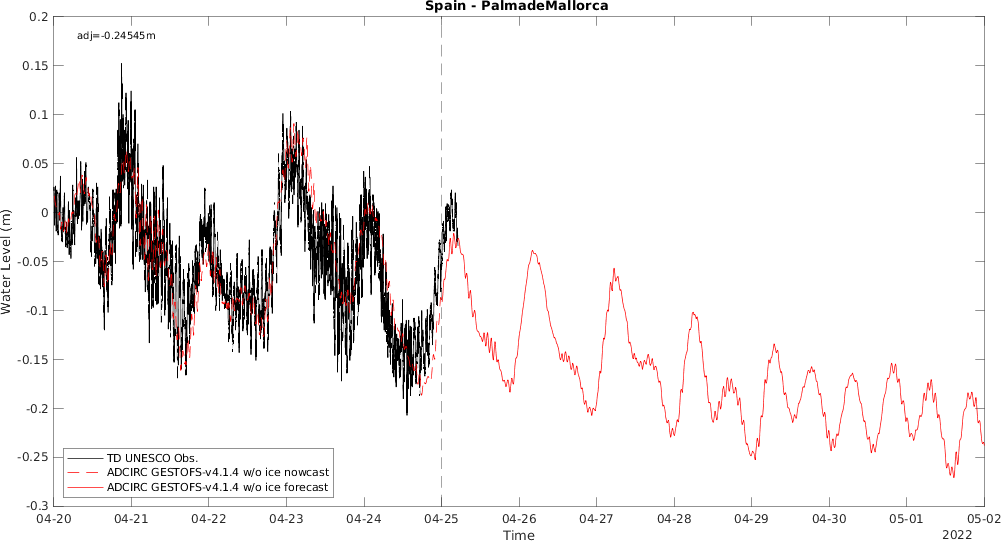 Spain - PalmadeMallorca
adj=-0.24545m
0.2
0.15
0.1
0.05
0
-0.05
-0.1
-0.15
-0.2
-0.25
-0.3
Water Level (m)
TD UNESCO Obs.
ADCIRC GESTOFS-v4.1.4 w/o ice nowcast
ADCIRC GESTOFS-v4.1.4 w/o ice forecast
04-20 04-21 04-22 04-23 04-24 04-25 04-26 04-27 04-28 04-29 04-30 05-01 05-02
Time
2022